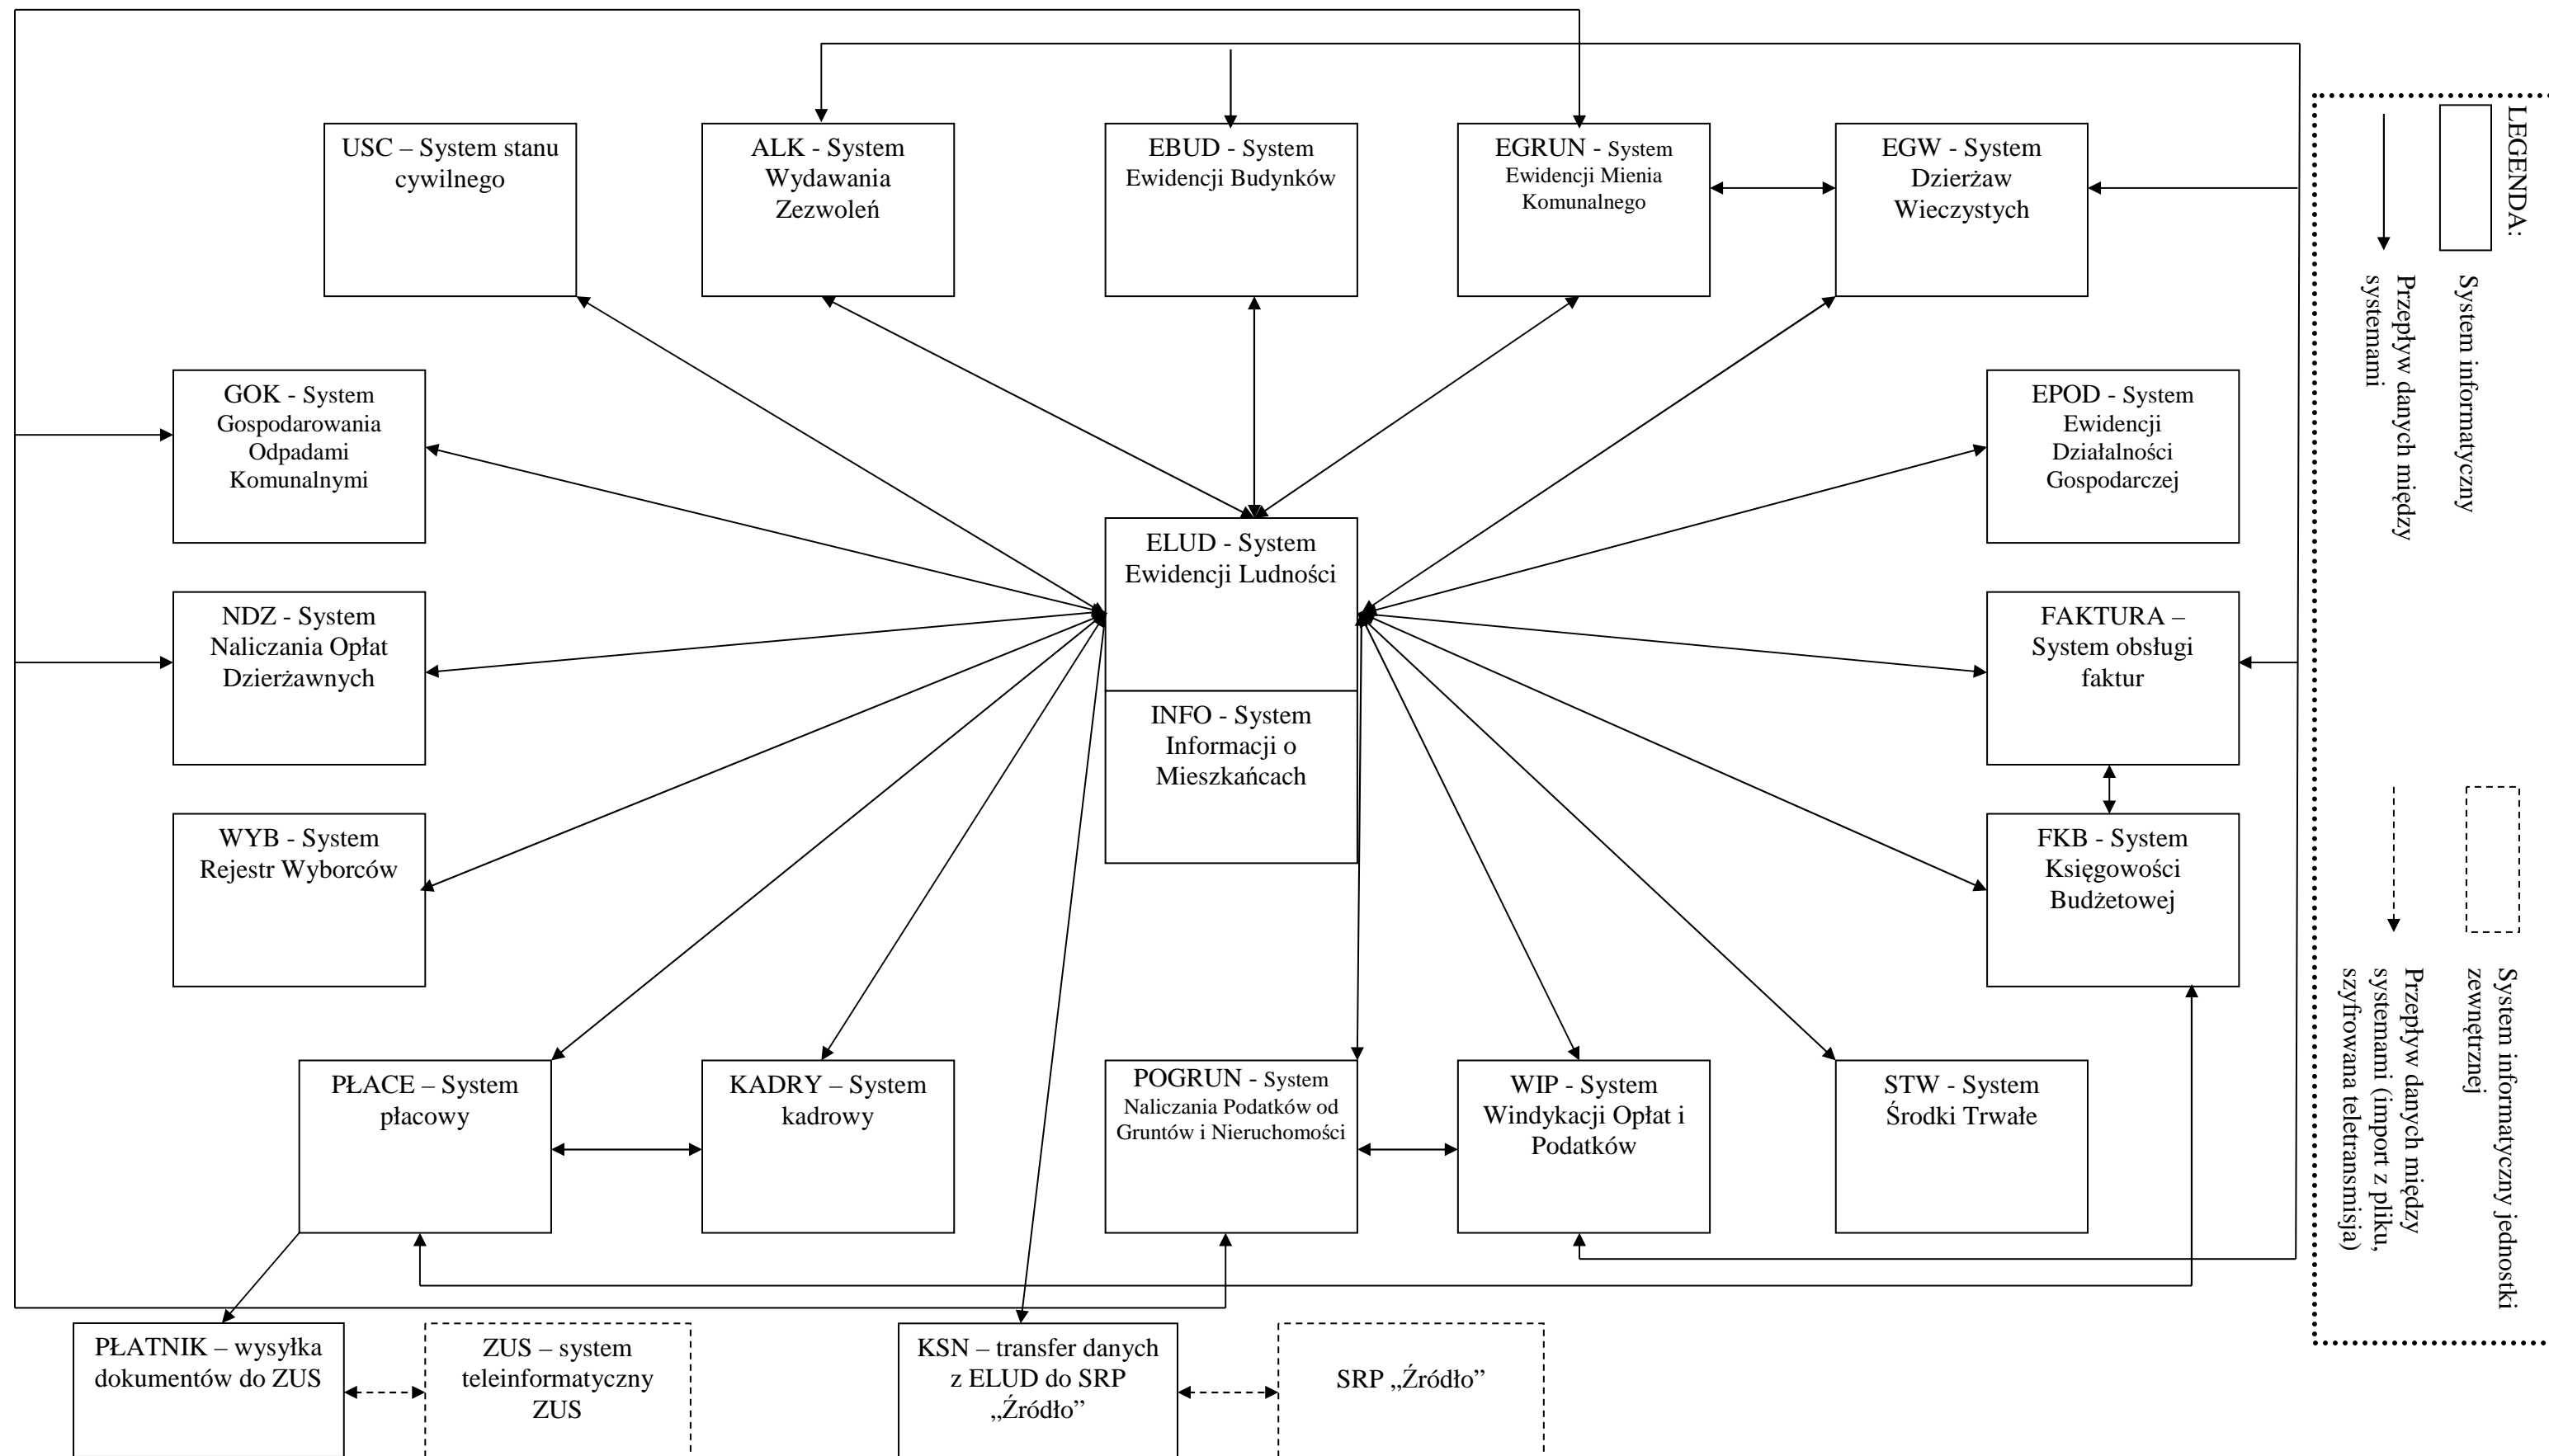 USC – System stanu
cywilnego
ALK - System
Wydawania
Zezwoleń
EBUD - System
Ewidencji Budynków
EGRUN - System
Ewidencji Mienia
Komunalnego
EGW - System
Dzierżaw
Wieczystych
GOK - System
Gospodarowania
Odpadami
Komunalnymi
EPOD - System
Ewidencji
Działalności
Gospodarczej
ELUD - System
Ewidencji Ludności
NDZ - System
Naliczania Opłat
Dzierżawnych
FAKTURA –
System obsługi
faktur
INFO - System
Informacji o
Mieszkańcach
WYB - System
Rejestr Wyborców
FKB - System
Księgowości
Budżetowej
PŁACE – System
płacowy
KADRY – System
kadrowy
POGRUN - System
Naliczania Podatków od
Gruntów i Nieruchomości
WIP - System
Windykacji Opłat i
Podatków
STW - System
Środki Trwałe
PŁATNIK – wysyłka
dokumentów do ZUS
ZUS – system
teleinformatyczny
ZUS
KSN – transfer danych
z ELUD do SRP
„Źródło”
SRP „Źródło”
LEGENDA:
System informatyczny
System informatyczny jednostki
zewnętrznej
Przepływ danych między
systemami
Przepływ danych między
systemami (import z pliku,
szyfrowana teletransmisja)